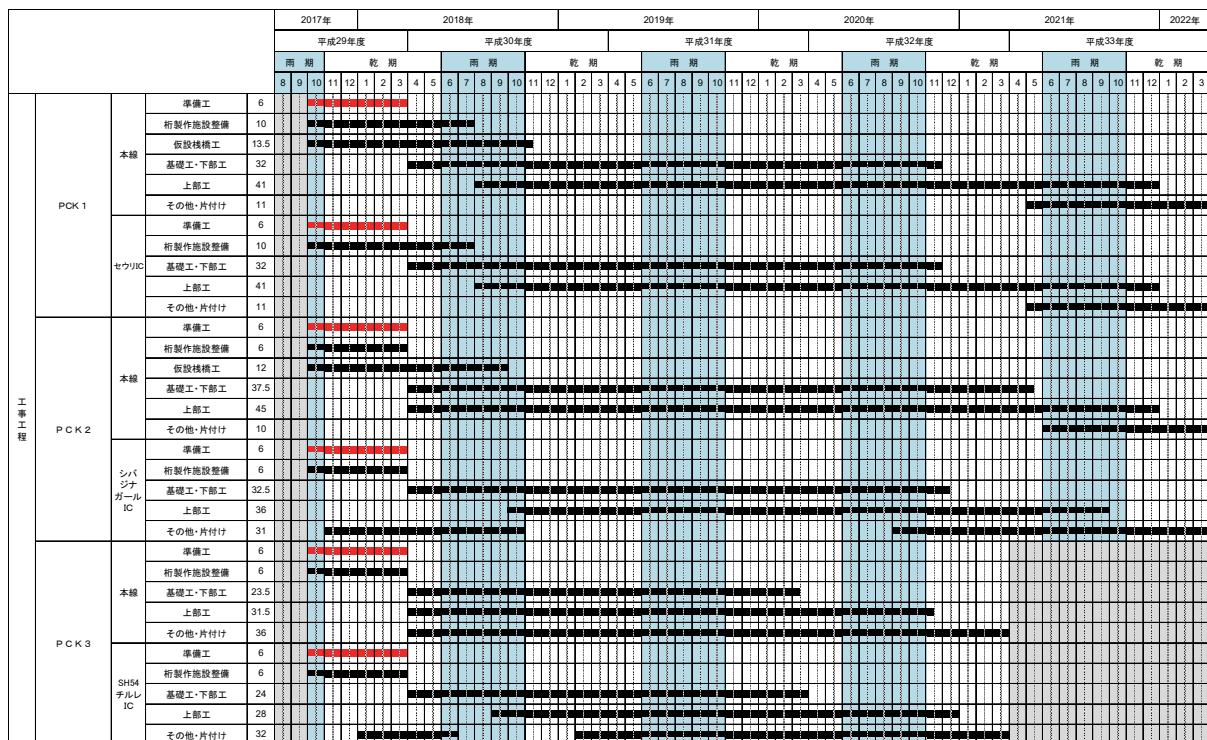 2017年 2018年 2019年 2020年 2021年 2022年
平成29年度 平成30年度 平成31年度 平成32年度 平成33年度
雨 期 乾 期 雨 期 乾 期 雨 期 乾 期 雨 期 乾 期 雨 期 乾 期
8 9 10 11 12 1 2 3 4 5 6 7 8 9 10 11 12 1 2 3 4 5 6 7 8 9 10 11 12 1 2 3 4 5 6 7 8 9 10 11 12 1 2 3 4 5 6 7 8 9 10 11 12 1 2 3
工事工程
PCK 1
本線
準備工 6
桁製作施設整備 10
仮設桟橋工 13.5
基礎工・下部工 32
上部工 41
その他・片付け 11
セウリIC
準備工 6
桁製作施設整備 10
基礎工・下部工 32
上部工 41
その他・片付け 11
PCK2
本線
準備工 6
桁製作施設整備 6
仮設桟橋工 12
基礎工・下部工 37.5
上部工 45
その他・片付け 10
シバ
ジナ
ガール
IC
準備工 6
桁製作施設整備 6
基礎工・下部工 32.5
上部工 36
その他・片付け 31
PCK3
本線
準備工 6
桁製作施設整備 6
基礎工・下部工 23.5
上部工 31.5
その他・片付け 36
SH54
チルレ
IC
準備工 6
桁製作施設整備 6
基礎工・下部工 24
上部工 28
その他・片付け 32